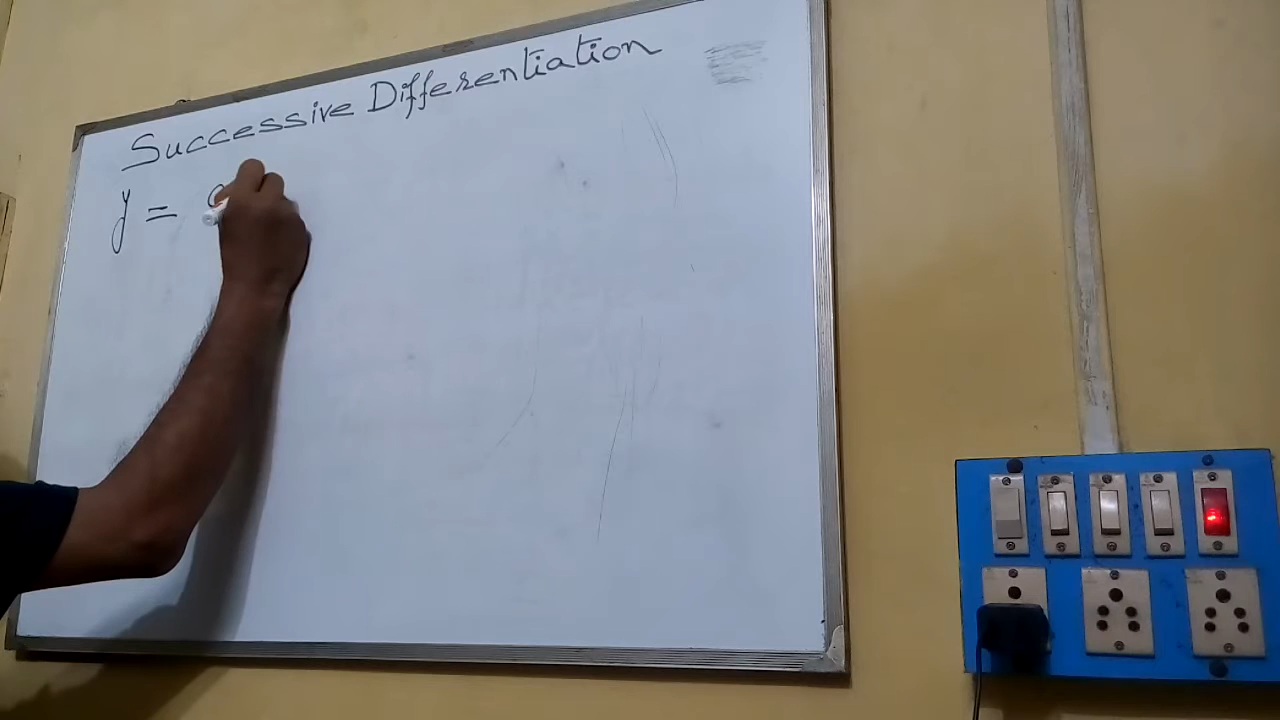 Successive Differentiation
y =